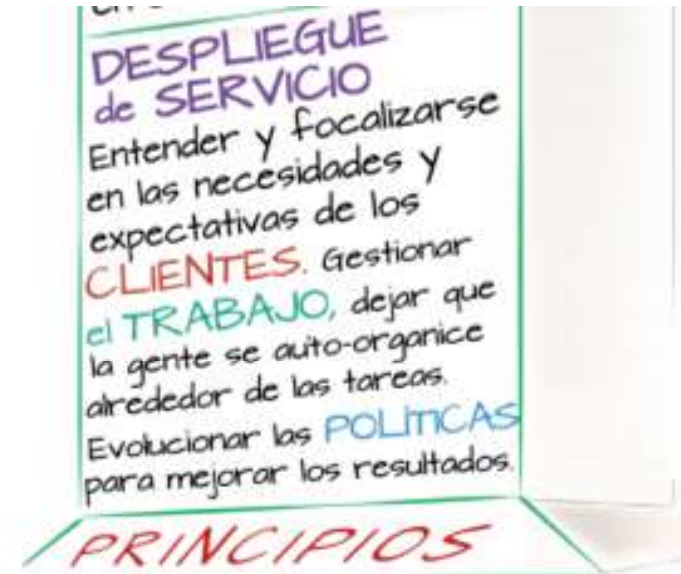 DESPLIEGUE
de SERVICIO
Entender y focalizarse
en las necesidades y
expectativas de los
CLIENTES. Gestionar
el TRABAJO, dejar que
la gente se auto-organice
alrededor de las tareas.
Evolucionar las POLÍTICAS
para mejorar los resultados.
PRINCIPIOS